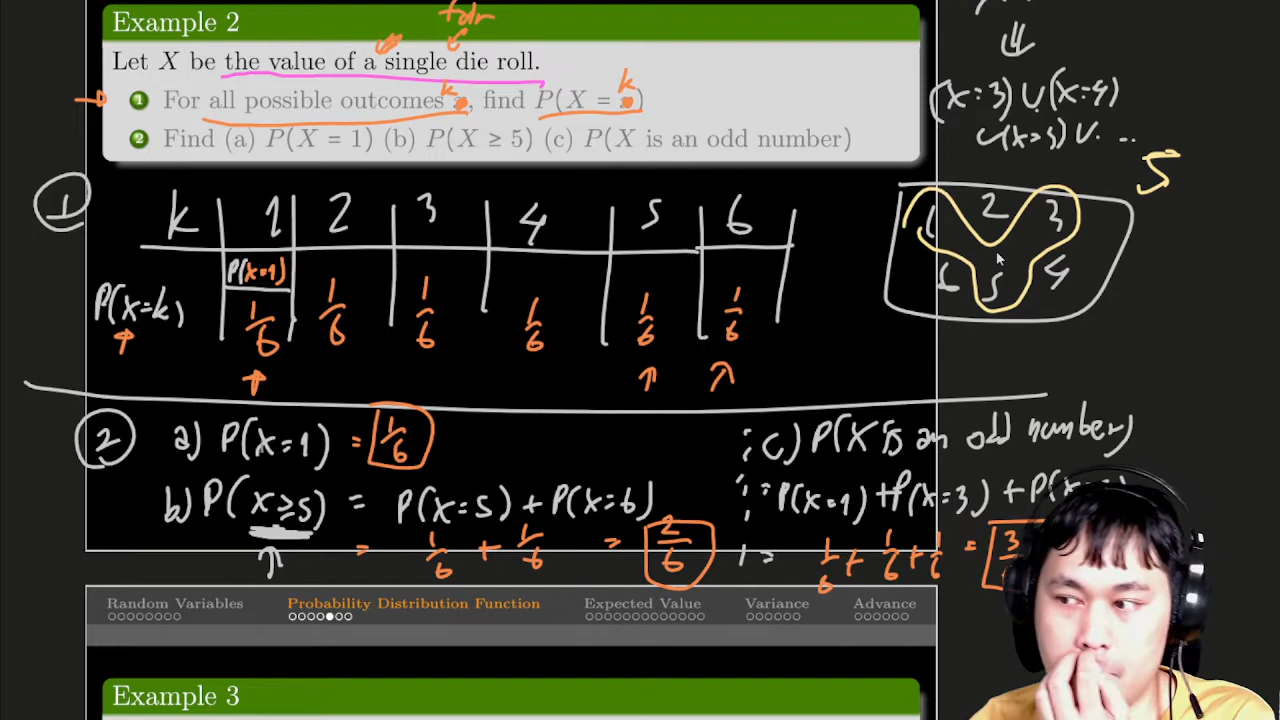 Example 2
fair
Let X be the value of a single die roll.
k k
1 For all possible outcomes , find P(X = )
2 Find (a) P(X = 1) (b) P(X ≥ 5) (c) P(X is an odd number)
(X=3) ∪ (X=4)
∪ (X=5) ∪ ...
S
1 2 3
6 5 4
1
k 1 2 3 4 5 6
P(X=1)
P(X=k) 1/6 1/6 1/6 1/6 1/6 1/6
2
a) P(X=1) = 1/6
b) P(X≥5) = P(X=5) + P(X=6)
= 1/6 + 1/6 = 2/6
c) P(X is an odd number)
= P(X=1) + P(X=3) + P(X
= 1/6 + 1/6 + 1/6 = 3
Random Variables Probability Distribution Function Expected Value Variance Advance
Example 3